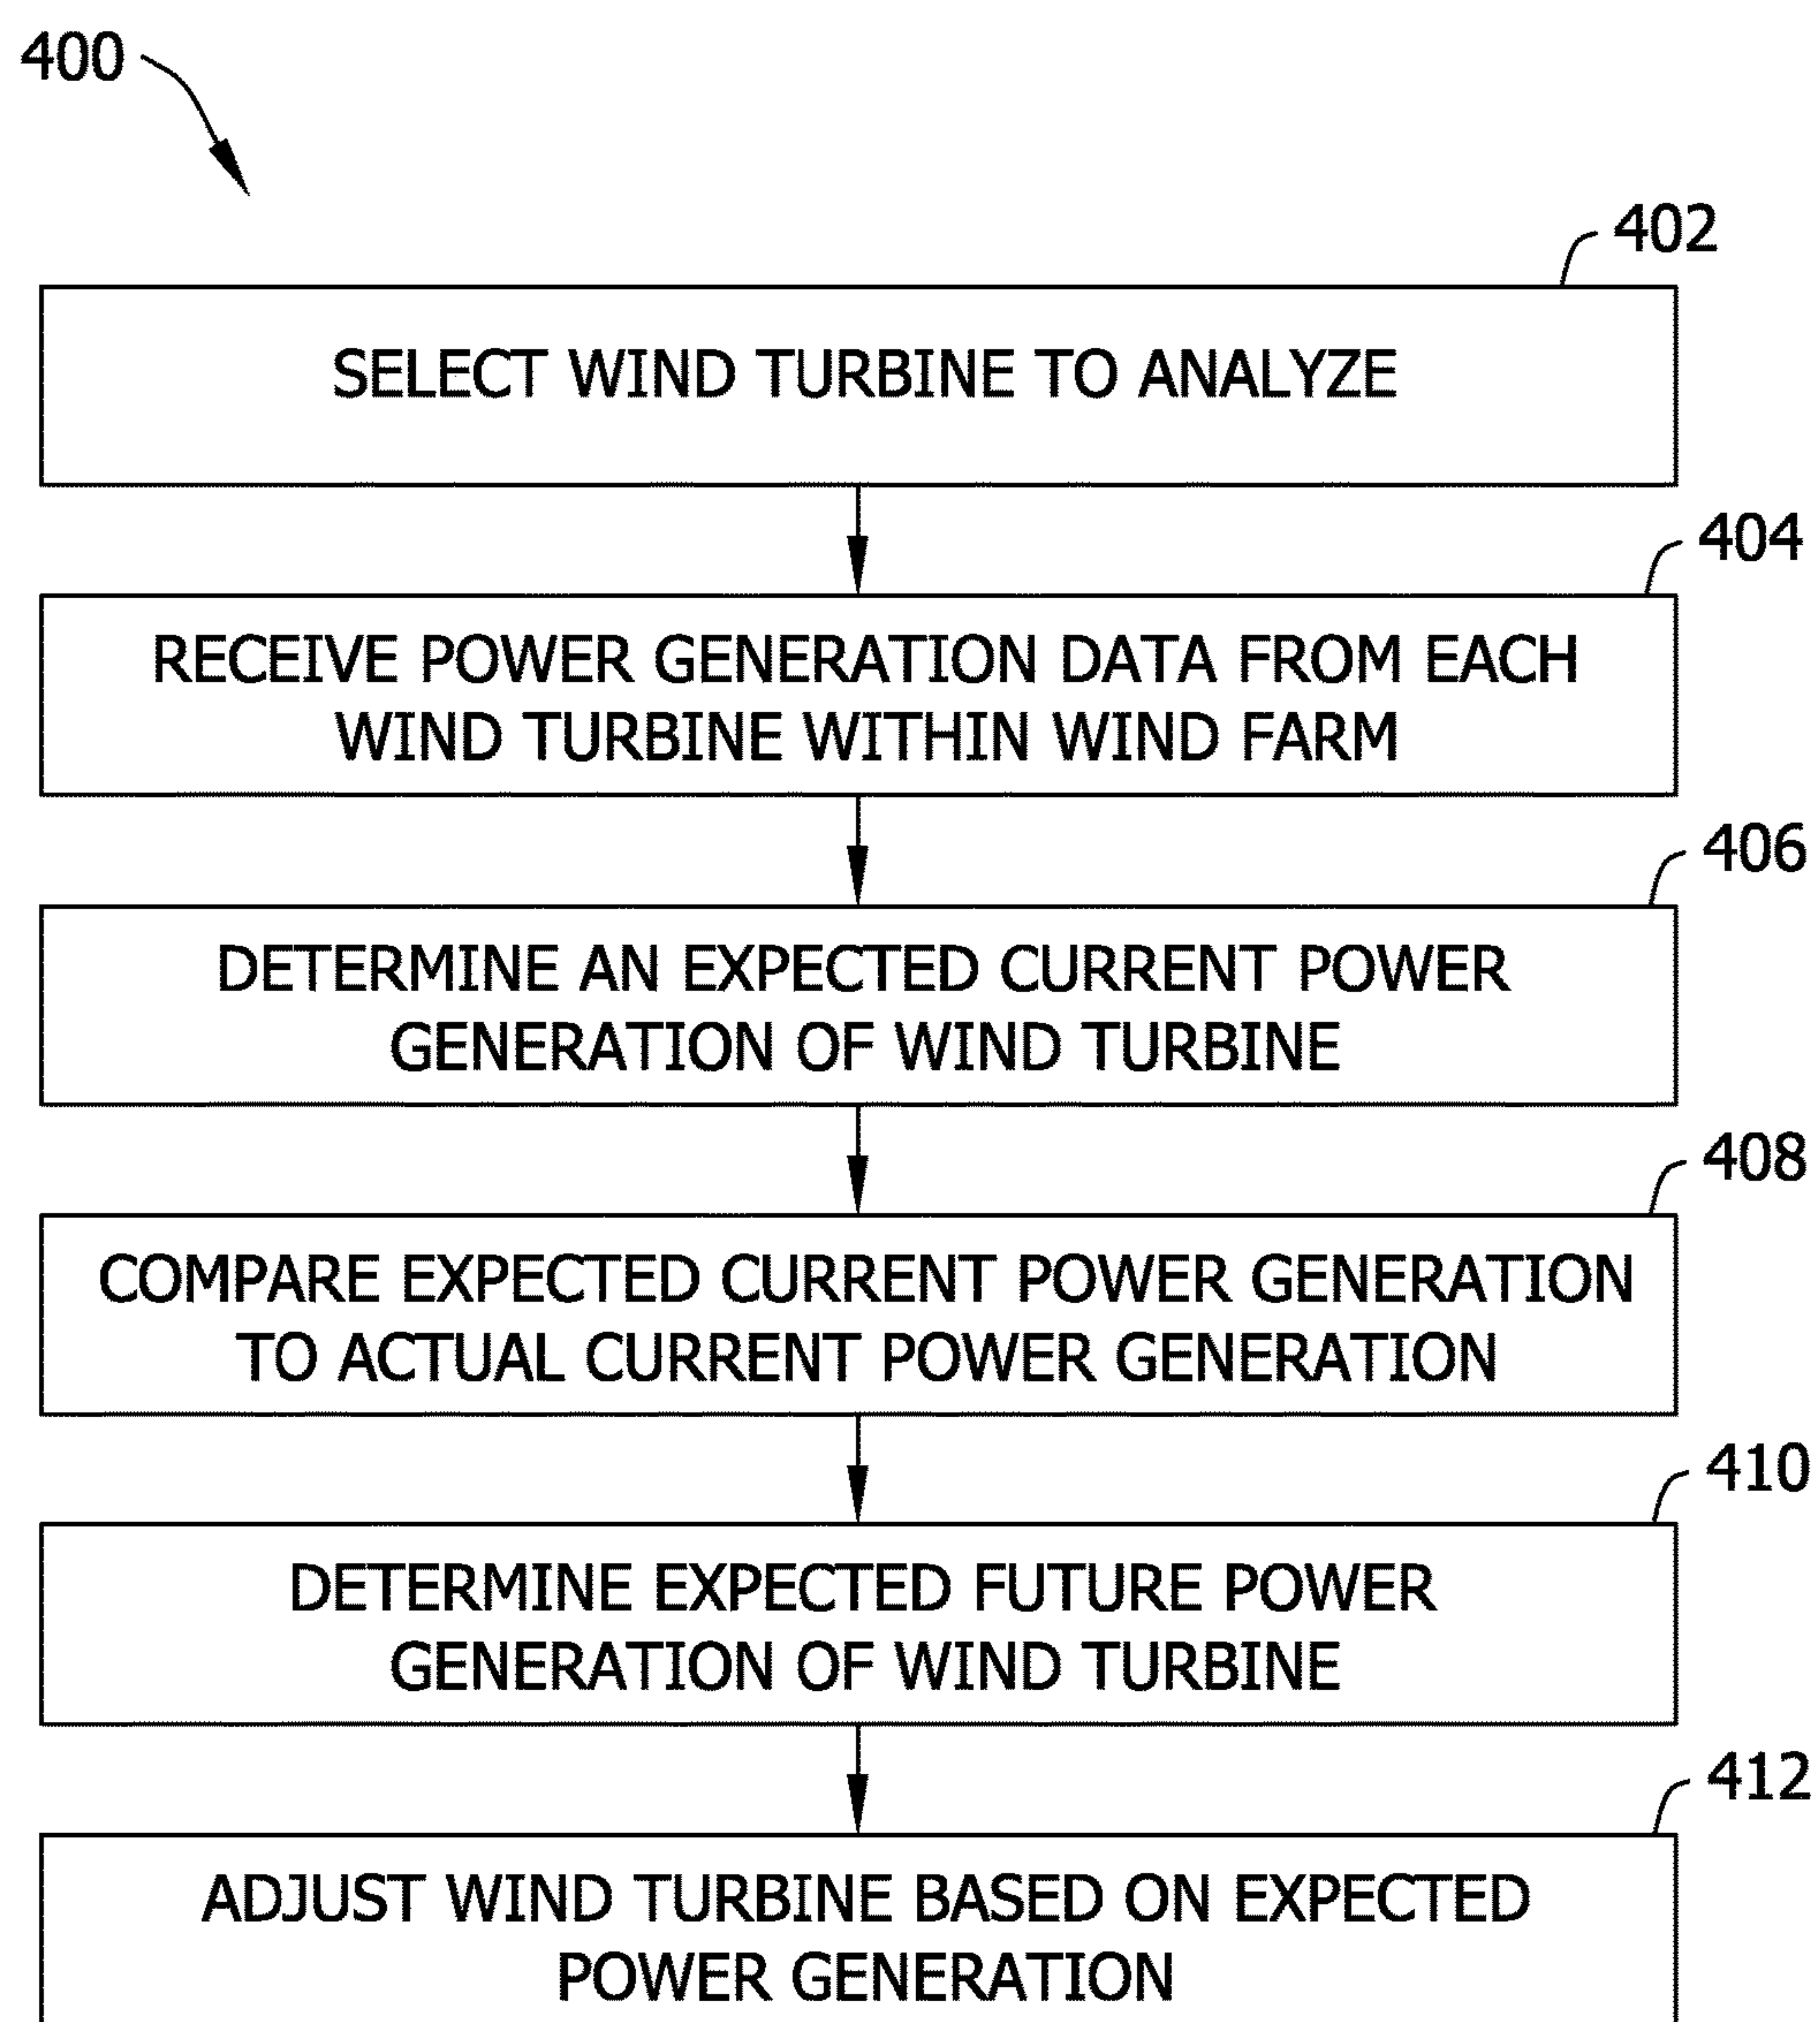 400
402
SELECT WIND TURBINE TO ANALYZE
404
RECEIVE POWER GENERATION DATA FROM EACH
WIND TURBINE WITHIN WIND FARM
406
DETERMINE AN EXPECTED CURRENT POWER
GENERATION OF WIND TURBINE
408
COMPARE EXPECTED CURRENT POWER GENERATION
TO ACTUAL CURRENT POWER GENERATION
410
DETERMINE EXPECTED FUTURE POWER
GENERATION OF WIND TURBINE
412
ADJUST WIND TURBINE BASED ON EXPECTED
POWER GENERATION